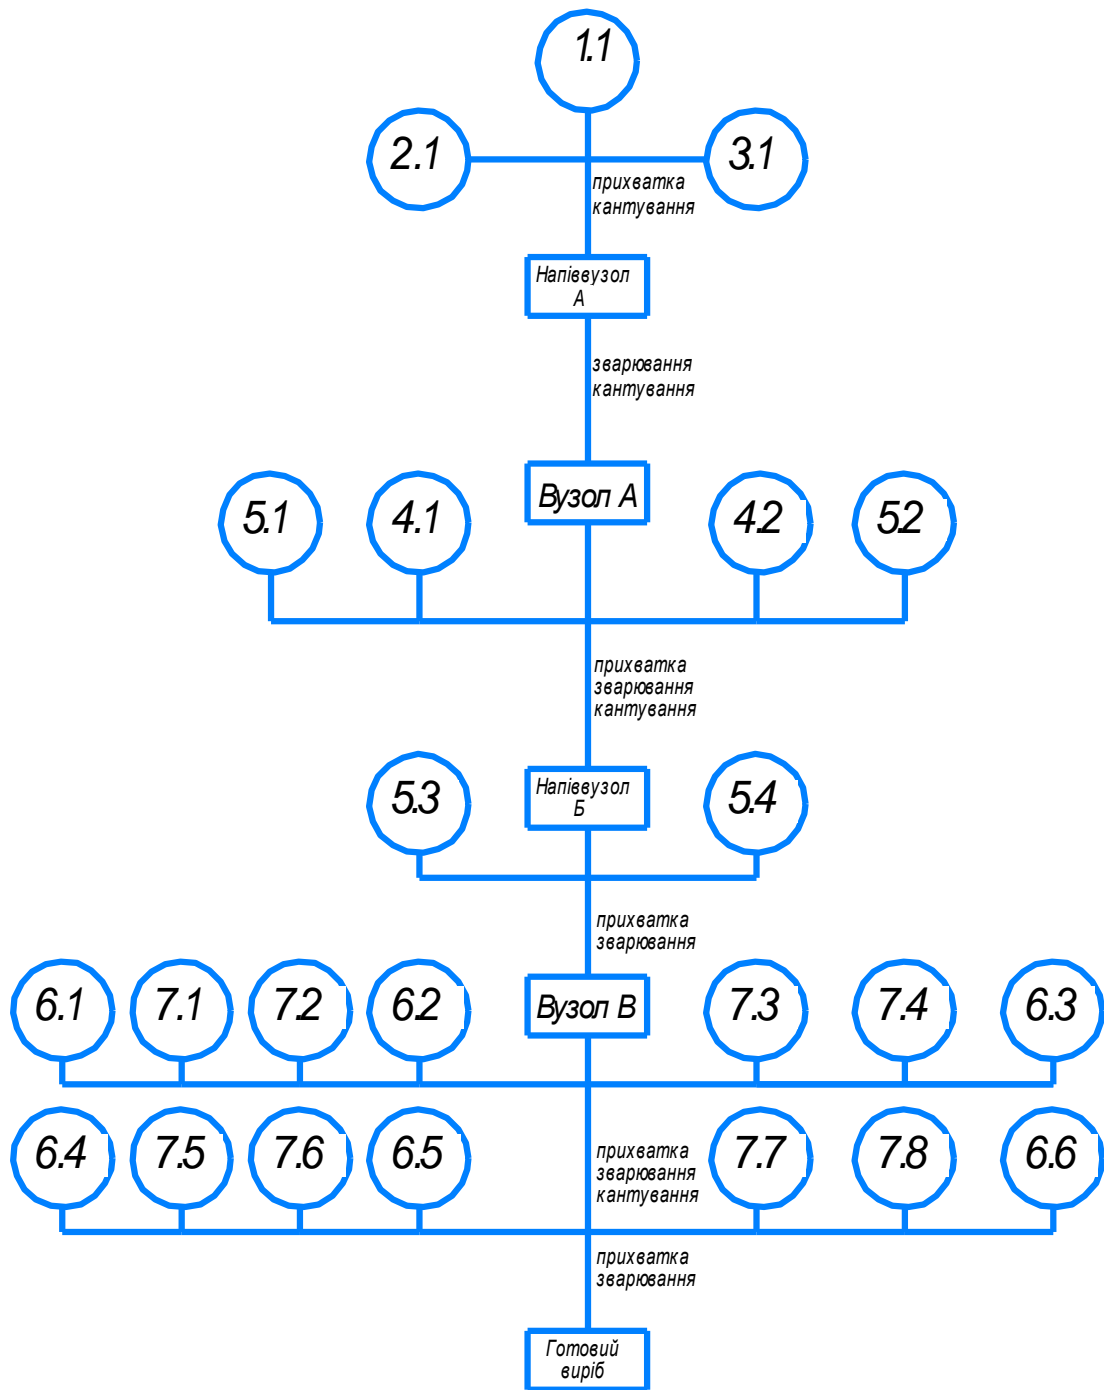 1.1
2.1
3.1
прихватка
кантування
Напіввузол
А
зварювання
кантування
Вузол А
5.1
4.1
4.2
5.2
прихватка
зварювання
кантування
5.3
Напіввузол
Б
5.4
прихватка
зварювання
6.1
7.1
7.2
6.2
Вузол В
7.3
7.4
6.3
6.4
7.5
7.6
6.5
прихватка
зварювання
кантування
7.7
7.8
6.6
прихватка
зварювання
Готовий
виріб